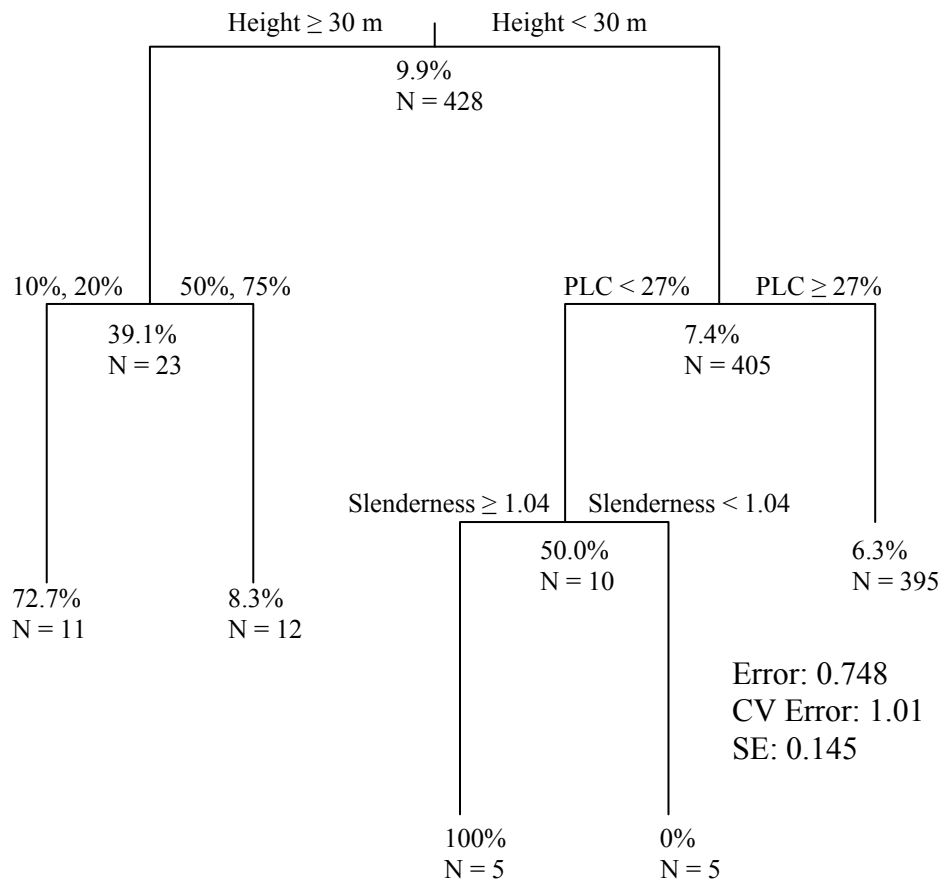 Height ≥ 30 m
Height < 30 m
9.9%
N = 428
10%, 20%
50%, 75%
39.1%
N = 23
PLC < 27%
PLC ≥ 27%
7.4%
N = 405
72.7%
N = 11
8.3%
N = 12
Slenderness ≥ 1.04
Slenderness < 1.04
50.0%
N = 10
6.3%
N = 395
100%
N = 5
0%
N = 5
Error: 0.748
CV Error: 1.01
SE: 0.145